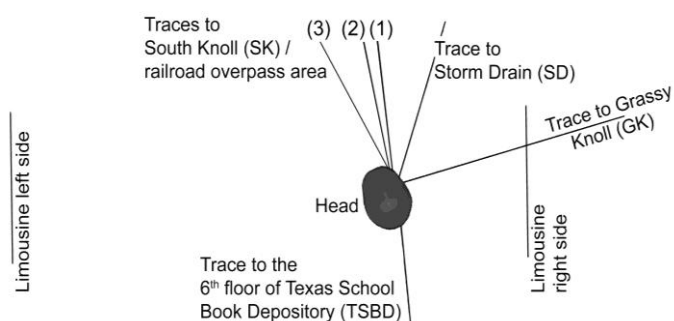 Traces to
South Knoll (SK) /
railroad overpass area
(3) (2) (1)
/
Trace to
Storm Drain (SD)
Trace to Grassy
Knoll (GK)
Limousine left side
Head
Limousine
right side
Trace to the
6th floor of Texas School
Book Depository (TSBD)